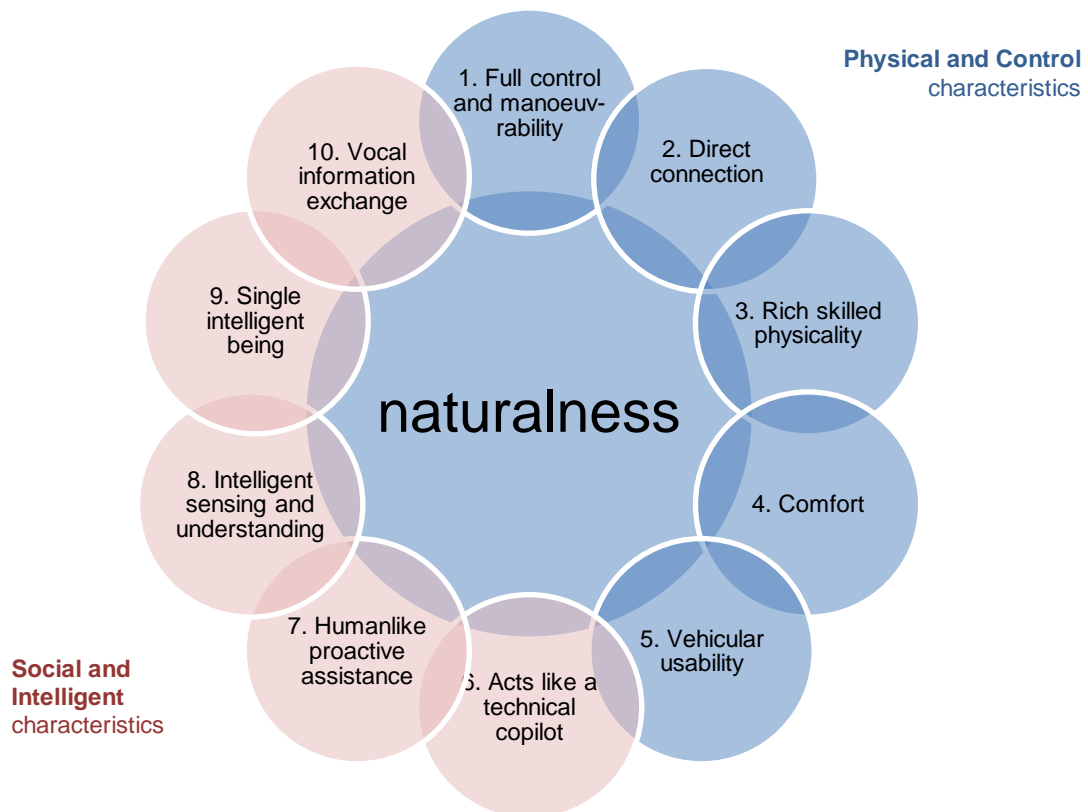 Physical and Control
characteristics
1. Full control
and manoeuv-
rability
2. Direct
connection
3. Rich skilled
physicality
4. Comfort
5. Vehicular
usability
6. Acts like a
technical
copilot
7. Humanlike
proactive
assistance
8. Intelligent
sensing and
understanding
9. Single
intelligent
being
10. Vocal
information
exchange
naturalness
Social and
Intelligent
characteristics